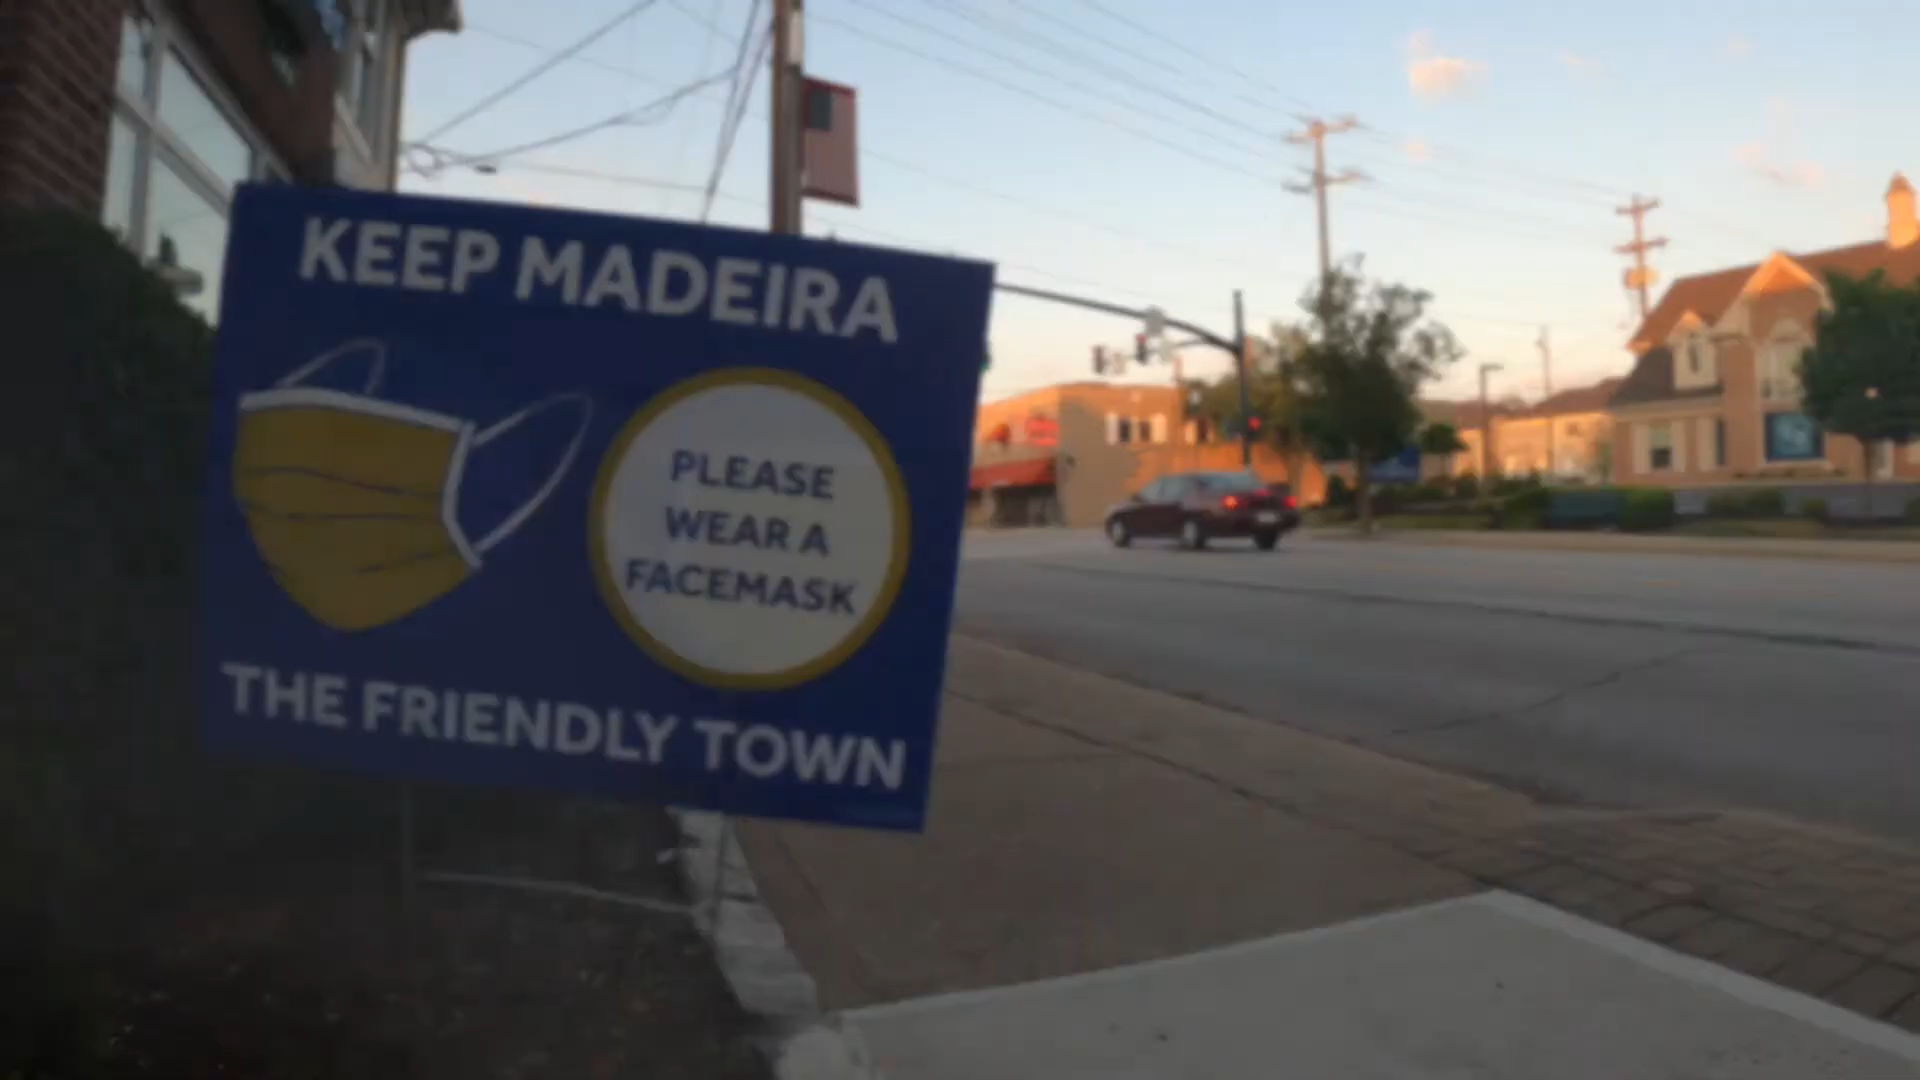 KEEP MADEIRA
PLEASE
WEAR A
FACEMASK
THE FRIENDLY TOWN